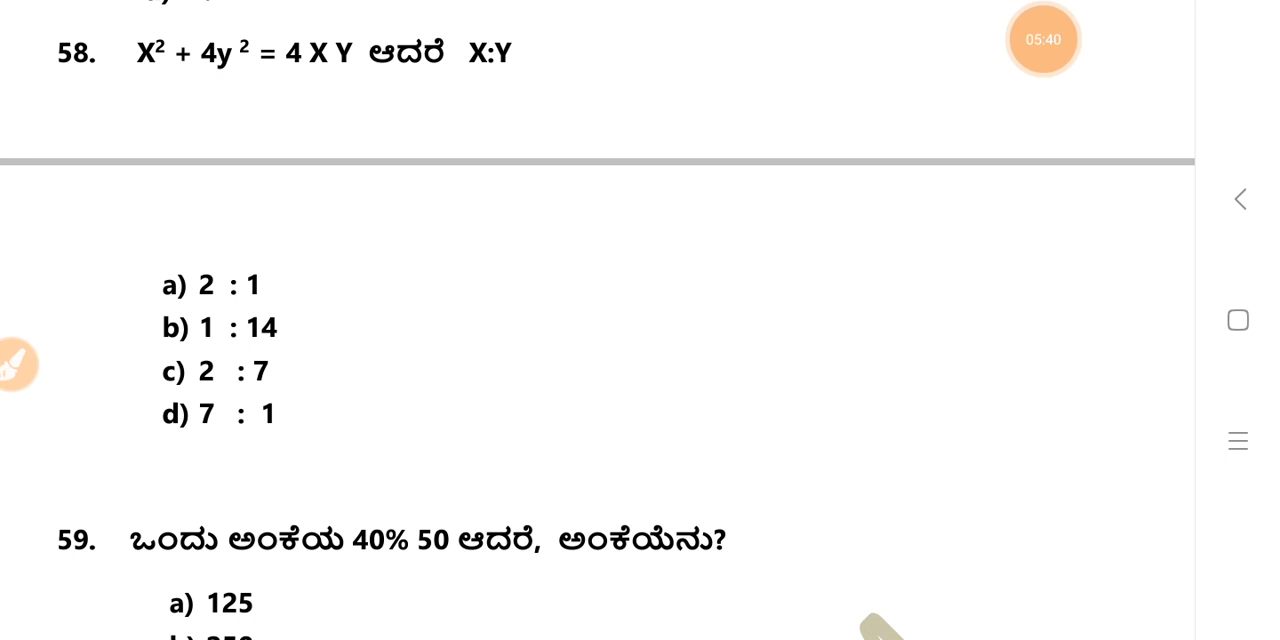 58. X² + 4y ² = 4 X Y ಆದರೆ X:Y
05:40
a) 2 : 1
b) 1 : 14
c) 2 : 7
d) 7 : 1
59. ಒಂದು ಅಂಕೆಯ 40% 50 ಆದರೆ, ಅಂಕೆಯೆನು?
a) 125